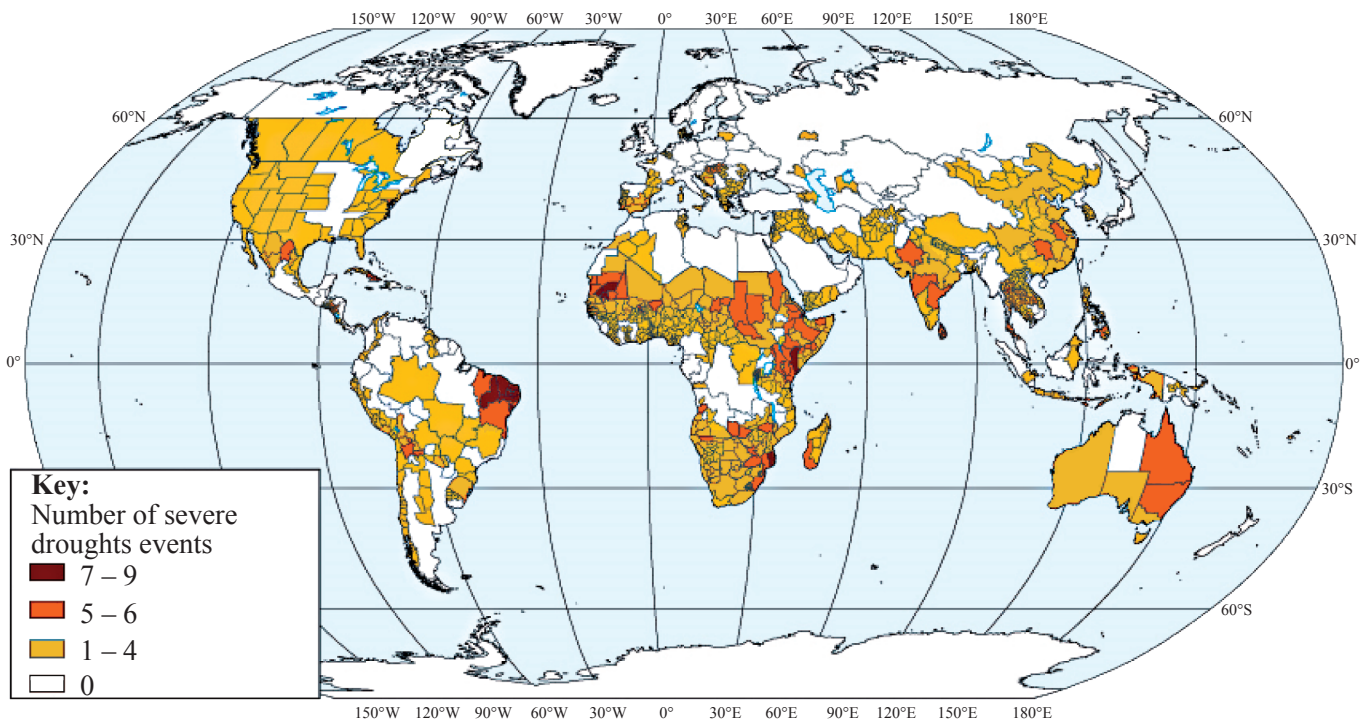 150°W 120°W 90°W 60°W 30°W 0° 30°E 60°E 90°E 120°E 150°E 180°E
60°N 60°N
30°N 30°N
0° 0°
30°S
60°S
Key:
Number of severe
droughts events
7 – 9
5 – 6
1 – 4
0
150°W 120°W 90°W 60°W 30°W 0° 30°E 60°E 90°E 120°E 150°E 180°E